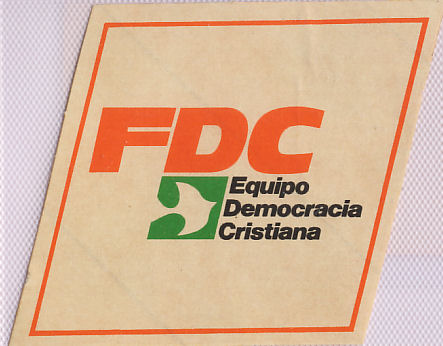 FDC
Equipo
Democracia
Cristiana